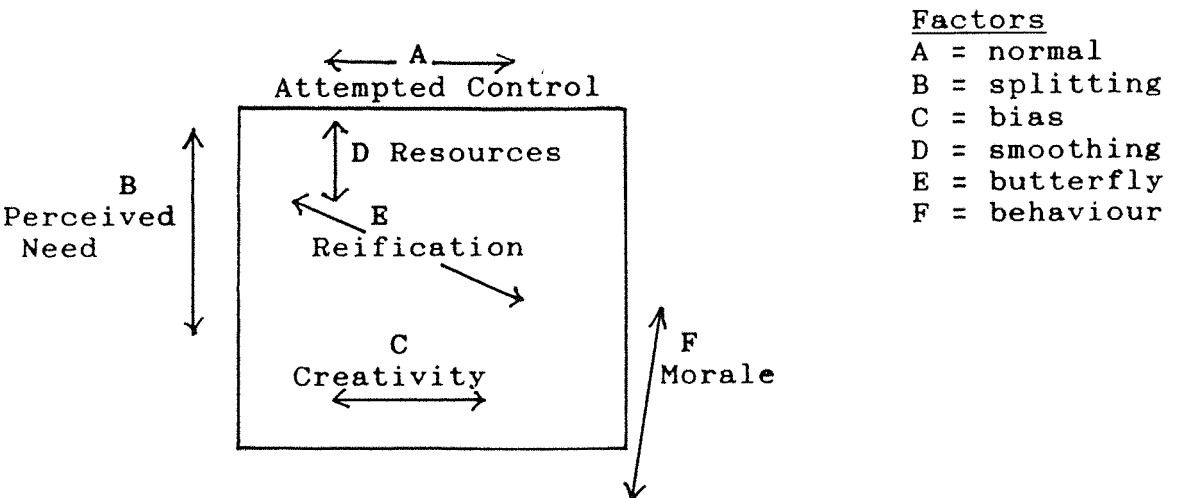 A
Attempted Control
D Resources
B
Perceived
Need
E
Reification
C
Creativity
F
Morale
Factors
A = normal
B = splitting
C = bias
D = smoothing
E = butterfly
F = behaviour